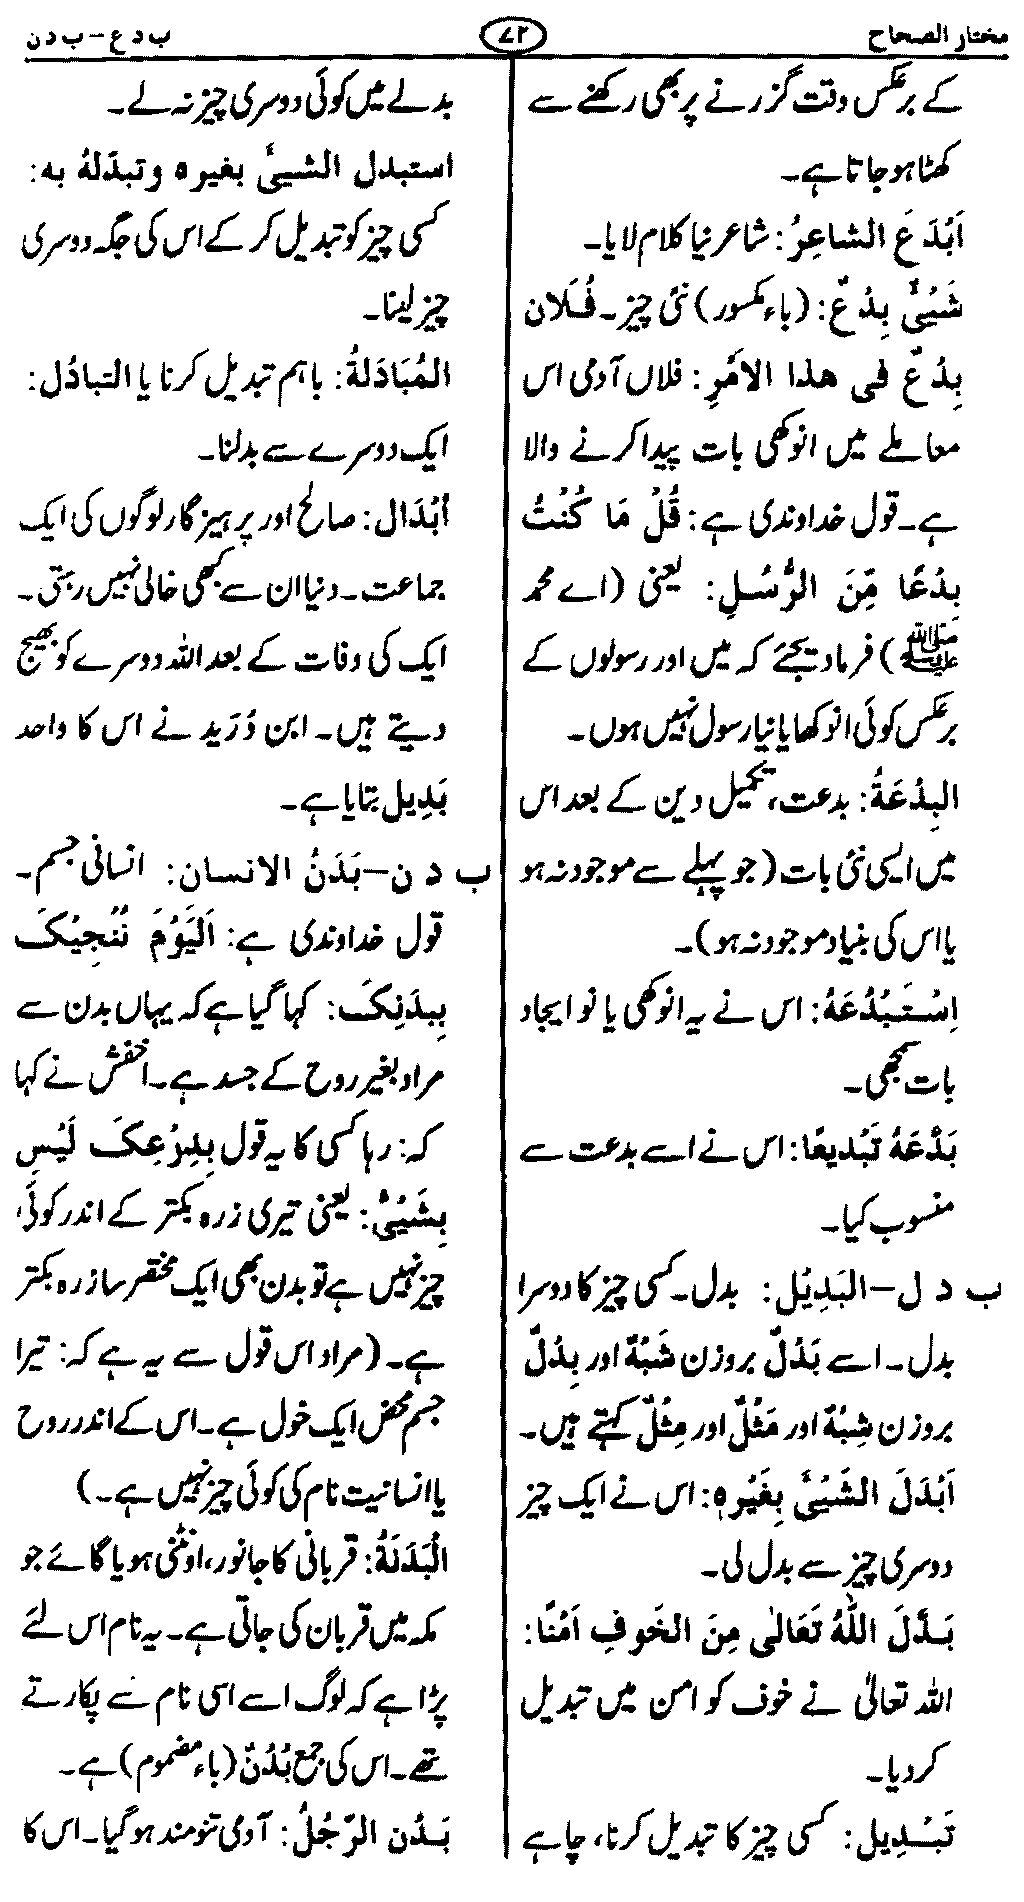 مختار الصحاح
۷۲
ب د ع – ب د ن
کے برعکس وقت گزرنے پر بھی رکھنے سے
کھٹا ہو جاتا ہے۔
اَبْدَعَ الشاعِرُ: شاعر نیا کلام لایا۔
شَیْئٌ بِدْعٌ: (باء مکسور) نئی چیز۔ فُلَان
بِدْعٌ فی ھذا الاَمْرِ: فلاں آدمی اس
معاملے میں انوکھی بات پیدا کرنے والا
ہے۔ قول خداوندی ہے: قُلْ مَا کُنْتُ
بِدْعًا مِّنَ الرُّسُلِ: یعنی (اے محمد
ﷺ) فرما دیجئے کہ میں اور رسولوں کے
برعکس کوئی انوکھا یا نیا رسول نہیں ہوں۔
البِدْعَةُ: بدعت، تکمیل دین کے بعد اس
میں ایسی نئی بات (جو پہلے سے موجود نہ ہو
یا اس کی بنیاد موجود نہ ہو)۔
اِسْتَبْدَعَهُ: اس نے یہ انوکھی یا نو ایجاد
بات سمجھی۔
بَدَّعَهُ تَبْدیعًا: اس نے اسے بدعت سے
منسوب کیا۔
ب د ل – البَدِیْل: بدل۔ کسی چیز کا دوسرا
بدل۔ اسے بَدَلٌ بروزن شَبَهٌ اور بِدْلٌ
بروزن شِبْهٌ اور مَثَلٌ اور مِثْلٌ کہتے ہیں۔
اَبْدَلَ الشَیْئَ بِغَیْرِہٖ: اس نے ایک چیز
دوسری چیز سے بدل لی۔
بَدَّلَ اللّٰهُ تَعَالٰی مِنَ الخَوفِ اَمْنًا:
اللہ تعالیٰ نے خوف کو امن میں تبدیل
کر دیا۔
تَبْدِیل: کسی چیز کا تبدیل کرنا، چاہے
بدلے میں کوئی دوسری چیز نہ لے۔
استبدل الشیئَ بغیرہ وتبدّلهُ به:
کسی چیز کو تبدیل کر کے اس کی جگہ دوسری
چیز لینا۔
المُبَادَلةُ: باہم تبدیل کرنا یا التبادُل:
ایک دوسرے سے بدلنا۔
اَبْدَال: صالح اور پرہیز گار لوگوں کی ایک
جماعت۔ دنیا ان سے کبھی خالی نہیں رہتی۔
ایک کی وفات کے بعد اللہ دوسرے کو بھیج
دیتے ہیں۔ ابن دُرَید نے اس کا واحد
بَدِیل بتایا ہے۔
ب د ن – بَدَنُ الانسان: انسانی جسم۔
قول خداوندی ہے: اَلْیَوْمَ نُنَجِّیْکَ
بِبَدَنِکَ: کہا گیا ہے کہ یہاں بدن سے
مراد بغیر روح کے جسد ہے۔ اخفش نے کہا
کہ: رہا کسی کا یہ قول بِدِرْعِکَ لَیْسَ
بِشَیْئٍ: یعنی تیری زرہ بکتر کے اندر کوئی
چیز نہیں ہے تو بدن بھی ایک مختصر سا زرہ بکتر
ہے۔ (مراد اس قول سے یہ ہے کہ: تیرا
جسم محض ایک خول ہے۔ اس کے اندر روح
یا انسانیت نام کی کوئی چیز نہیں ہے۔)
الْبَدَنَةُ: قربانی کا جانور، اونٹنی ہو یا گائے جو
مکہ میں قربان کی جاتی ہے۔ یہ نام اس لئے
پڑا ہے کہ لوگ اسے اسی نام سے پکارتے
تھے۔ اس کی جمع بُدْنٌ (باء مضموم) ہے۔
بَدُن الرّجُلُ: آدمی تنومند ہو گیا۔ اس کا